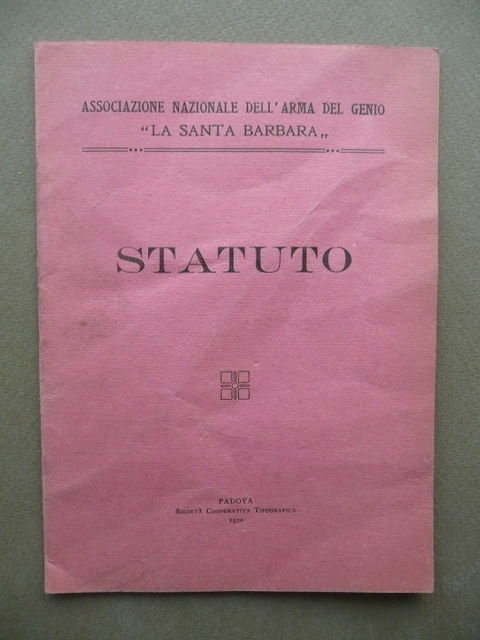 ASSOCIAZIONE NAZIONALE DELL'ARMA DEL GENIO
“LA SANTA BARBARA„
STATUTO
PADOVA
SOCIETÀ COOPERATIVA TIPOGRAFICA
1930